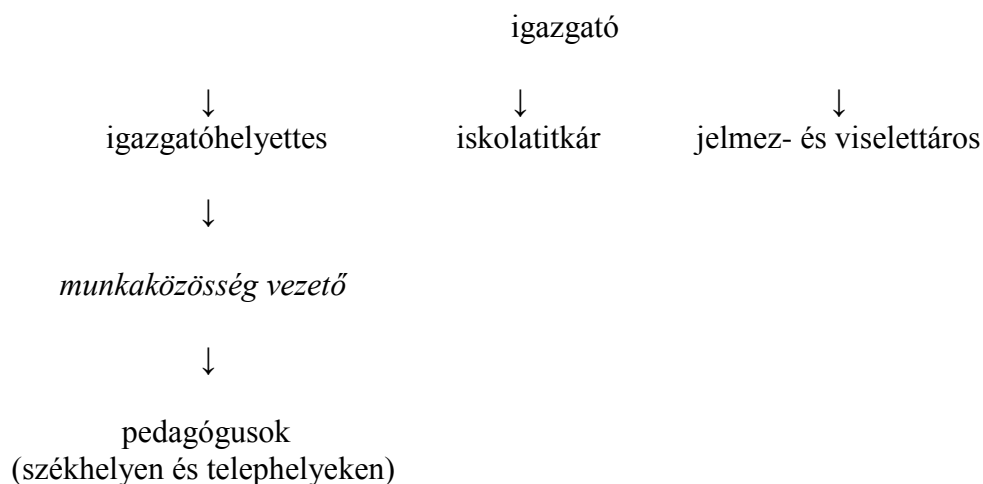 igazgató
↓ ↓ ↓
igazgatóhelyettes iskolatitkár jelmez- és viselettáros
↓
munkaközösség vezető
↓
pedagógusok
(székhelyen és telephelyeken)